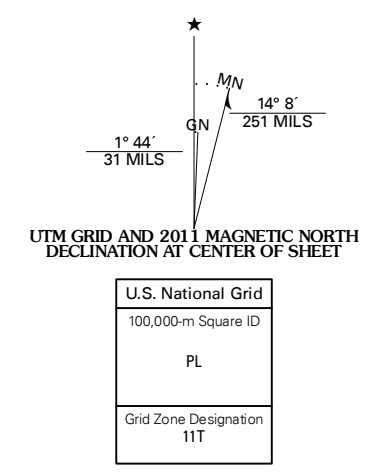 ★
MN
GN
14° 8´
251 MILS
1° 44´
31 MILS
UTM GRID AND 2011 MAGNETIC NORTH
DECLINATION AT CENTER OF SHEET
U.S. National Grid
100,000-m Square ID
PL
Grid Zone Designation
11T